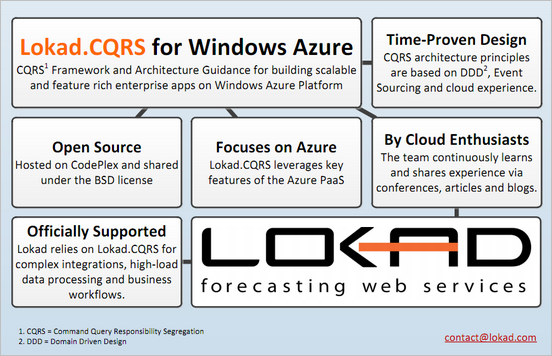 Lokad.CQRS for Windows Azure
CQRS1 Framework and Architecture Guidance for building scalable
and feature rich enterprise apps on Windows Azure Platform
Time-Proven Design
CQRS architecture principles
are based on DDD2, Event
Sourcing and cloud experience.
Open Source
Hosted on CodePlex and shared
under the BSD license
Focuses on Azure
Lokad.CQRS leverages key
features of the Azure PaaS
By Cloud Enthusiasts
The team continuously learns
and shares experience via
conferences, articles and blogs.
Officially Supported
Lokad relies on Lokad.CQRS for
complex integrations, high-load
data processing and business
workflows.
LOKAD
forecasting web services
1. CQRS = Command Query Responsibility Segregation
2. DDD = Domain Driven Design
contact@lokad.com